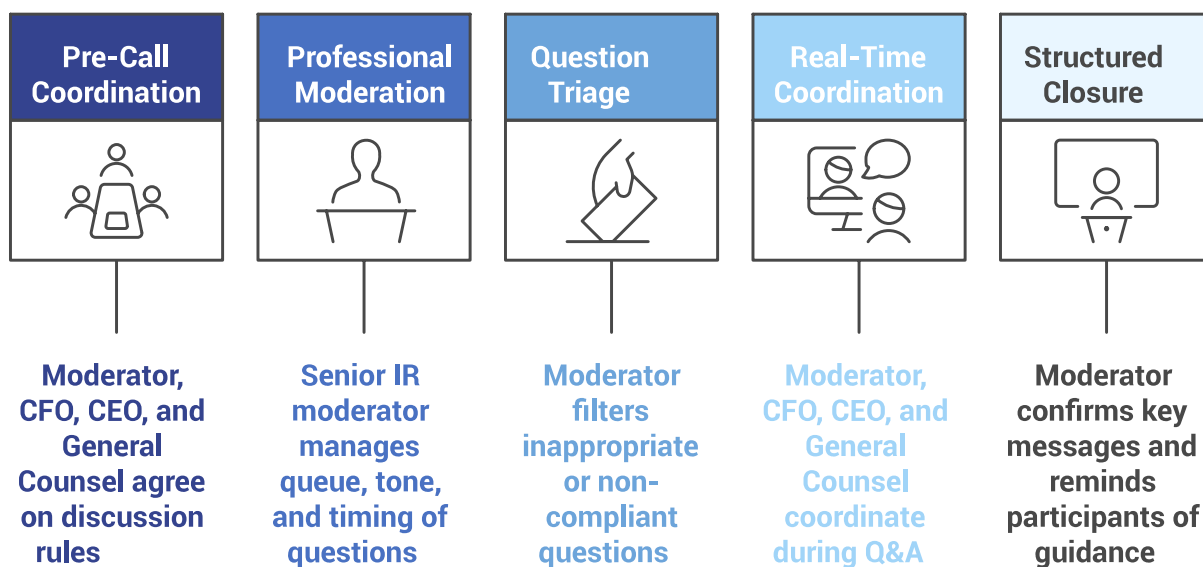 Pre-Call
Coordination
Professional
Moderation
Question
Triage
Real-Time
Coordination
Structured
Closure
Moderator,
CFO, CEO, and
General
Counsel agree
on discussion
rules
Senior IR
moderator
manages
queue, tone,
and timing of
questions
Moderator
filters
inappropriate
or non-
compliant
questions
Moderator,
CFO, CEO, and
General
Counsel
coordinate
during Q&A
Moderator
confirms key
messages and
reminds
participants of
guidance